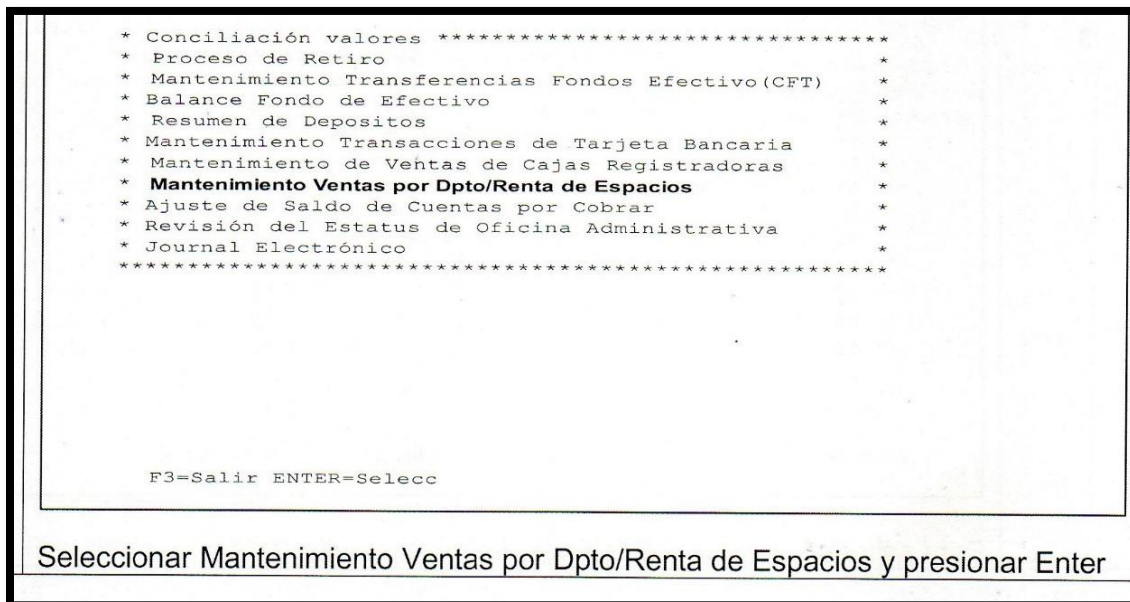 * Conciliación valores *********************************
* Proceso de Retiro *
* Mantenimiento Transferencias Fondos Efectivo(CFT) *
* Balance Fondo de Efectivo *
* Resumen de Depositos *
* Mantenimiento Transacciones de Tarjeta Bancaria *
* Mantenimiento de Ventas de Cajas Registradoras *
* Mantenimiento Ventas por Dpto/Renta de Espacios *
* Ajuste de Saldo de Cuentas por Cobrar *
* Revisión del Estatus de Oficina Administrativa *
* Journal Electrónico *
********************************************************
F3=Salir ENTER=Selecc
Seleccionar Mantenimiento Ventas por Dpto/Renta de Espacios y presionar Enter